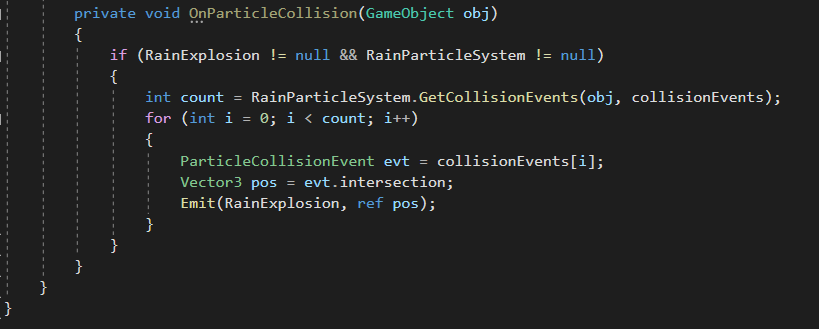 private void OnParticleCollision(GameObject obj)
{
if (RainExplosion != null && RainParticleSystem != null)
{
int count = RainParticleSystem.GetCollisionEvents(obj, collisionEvents);
for (int i = 0; i < count; i++)
{
ParticleCollisionEvent evt = collisionEvents[i];
Vector3 pos = evt.intersection;
Emit(RainExplosion, ref pos);
}
}
}
}
}